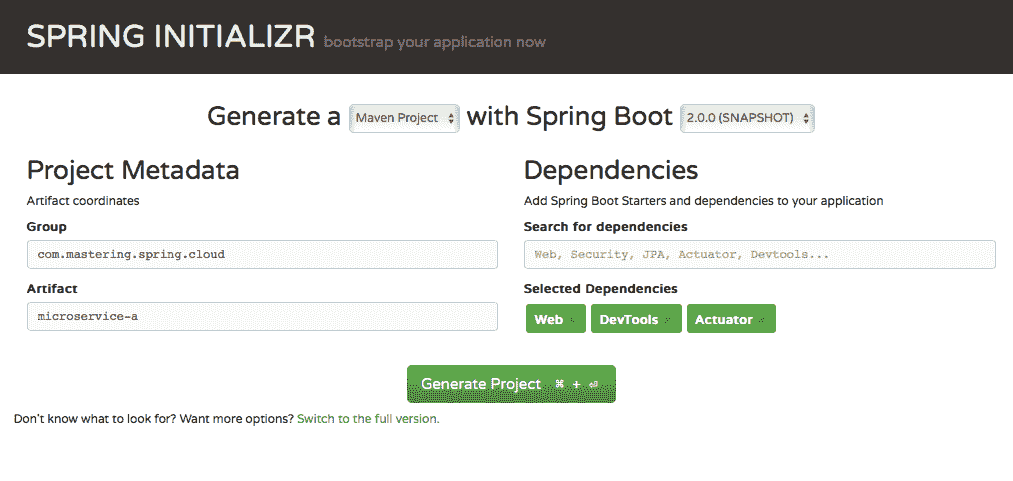 SPRING INITIALIZR bootstrap your application now
Generate a Maven Project with Spring Boot 2.0.0 (SNAPSHOT)
Project Metadata
Artifact coordinates
Group
com.mastering.spring.cloud
Artifact
microservice-a
Dependencies
Add Spring Boot Starters and dependencies to your application
Search for dependencies
Web, Security, JPA, Actuator, Devtools...
Selected Dependencies
Web × DevTools × Actuator ×
Generate Project ⌘ + ⏎
Don't know what to look for? Want more options? Switch to the full version.